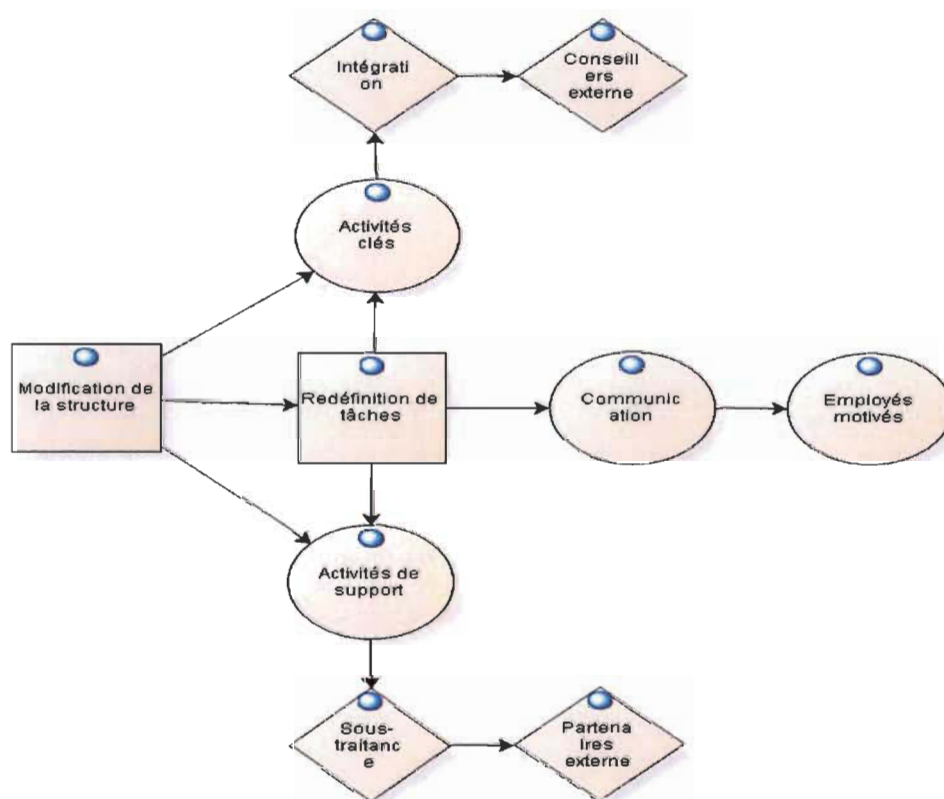 Intégrati
on
Conseill
ers
externe
Activités
clés
Modification de
la structure
Redéfinition de
tâches
Communic
ation
Employés
motivés
Activités de
support
Sous-
traitanc
e
Partena
ires
externe